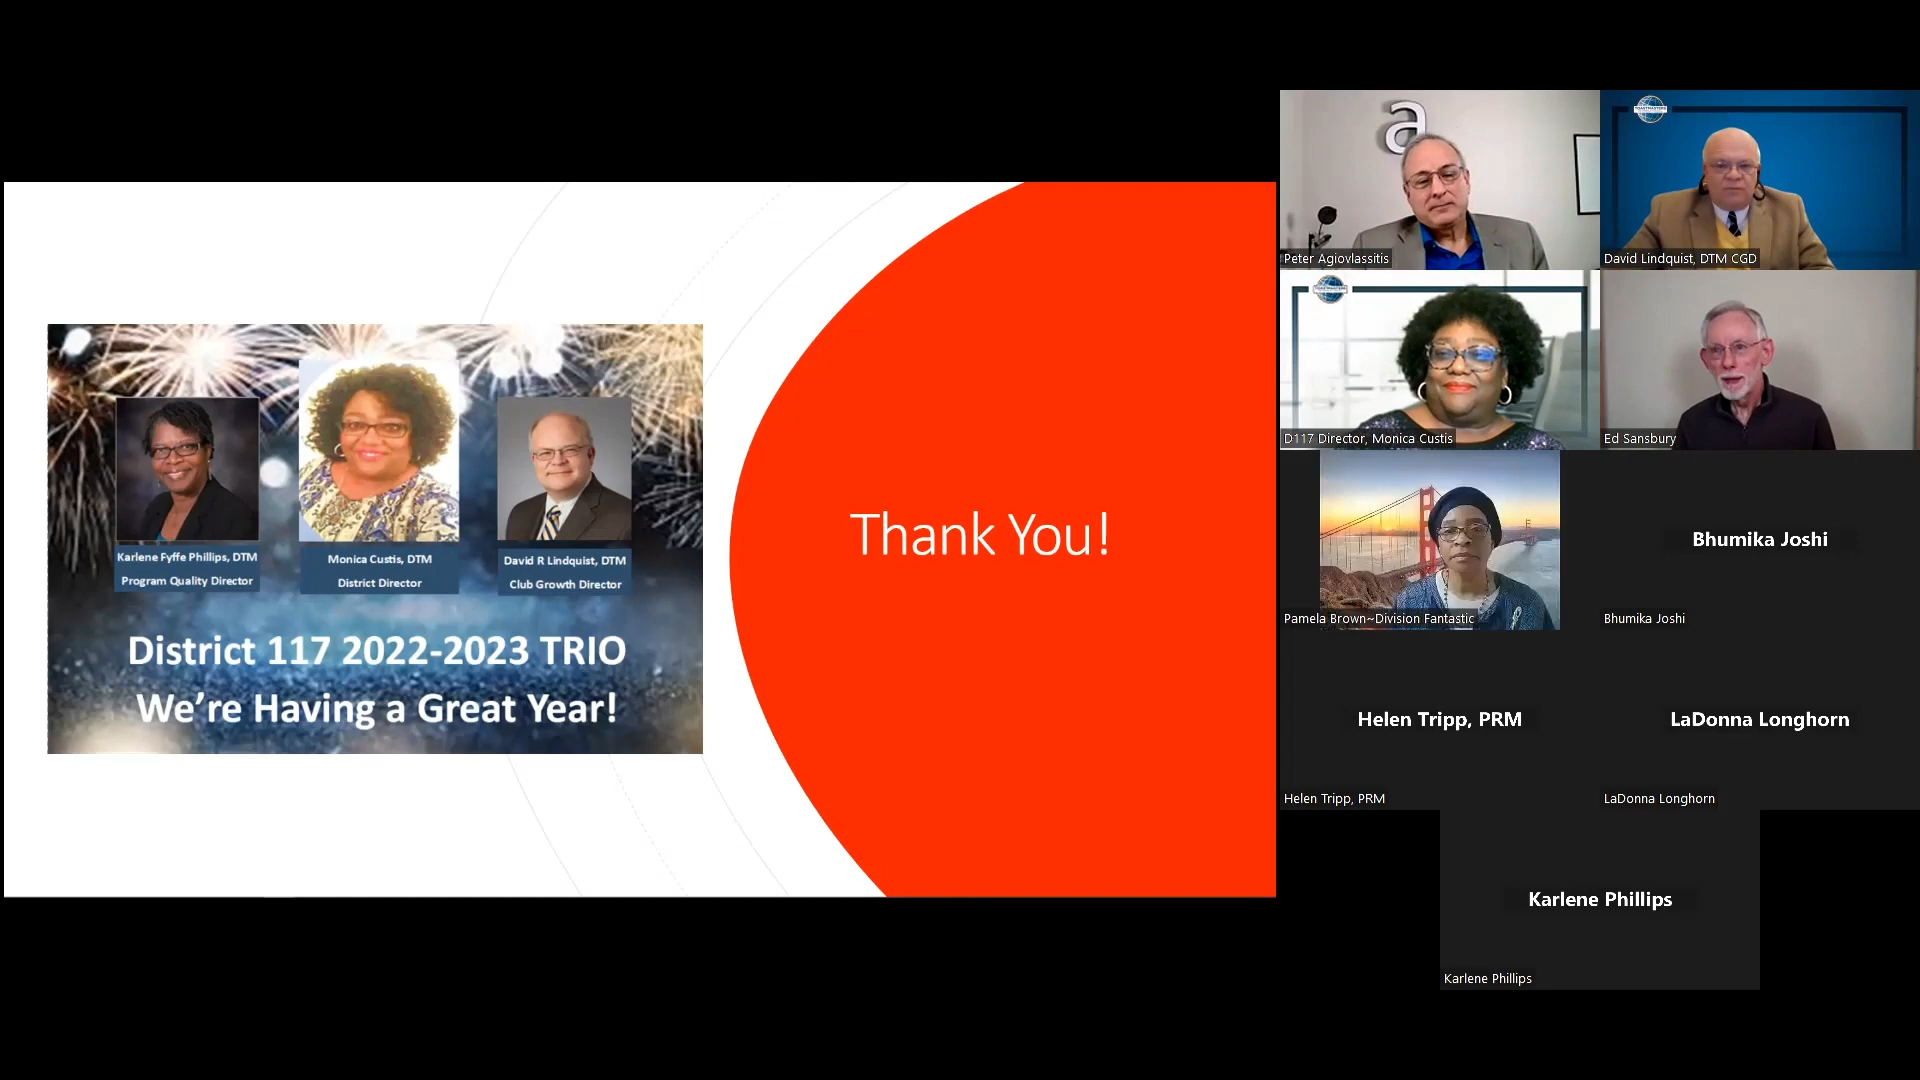 Karlene Fyffe Phillips, DTM
Program Quality Director
Monica Custis, DTM
District Director
David R Lindquist, DTM
Club Growth Director
District 117 2022-2023 TRIO
We're Having a Great Year!
Thank You!
a
Peter Agiovlassitis
TOASTMASTERS
David Lindquist, DTM CGD
TOASTMASTERS
D117 Director, Monica Custis
Ed Sansbury
Pamela Brown~Division Fantastic
Bhumika Joshi
Bhumika Joshi
Helen Tripp, PRM
Helen Tripp, PRM
LaDonna Longhorn
LaDonna Longhorn
Karlene Phillips
Karlene Phillips